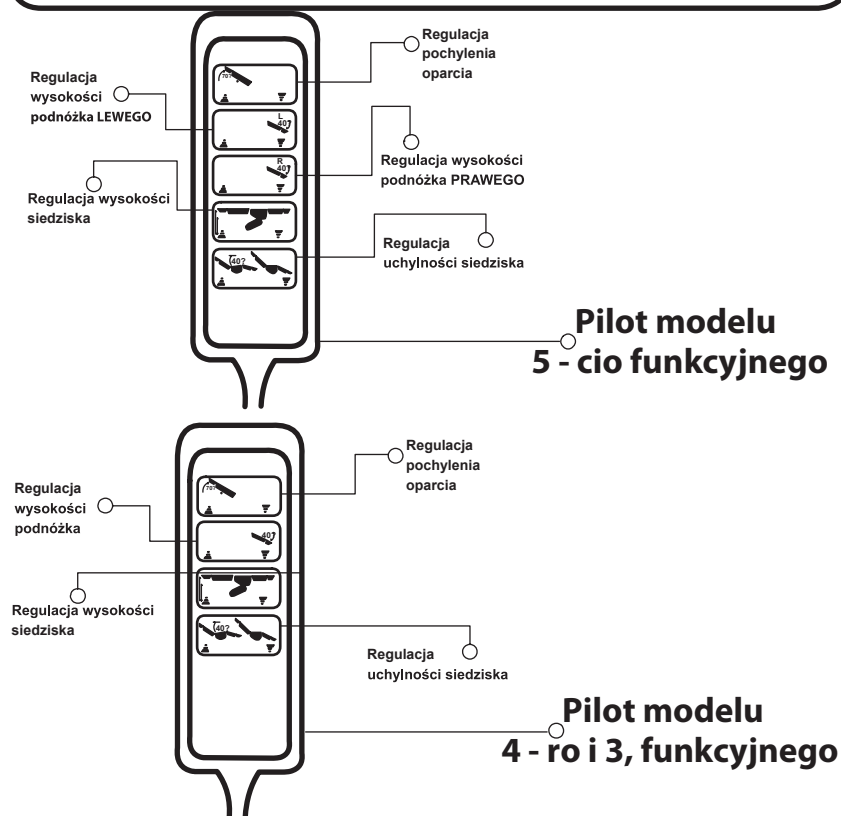 Regulacja
pochylenia
oparcia
Regulacja
wysokości
podnóżka LEWEGO
70?
L
40?
R
40?
Regulacja wysokości
podnóżka PRAWEGO
Regulacja wysokości
siedziska
40?
Regulacja
uchylności siedziska
Pilot modelu
5 - cio funkcyjnego
Regulacja
pochylenia
oparcia
Regulacja
wysokości
podnóżka
70?
40?
Regulacja wysokości
siedziska
40?
Regulacja
uchylności siedziska
Pilot modelu
4 - ro i 3, funkcyjnego